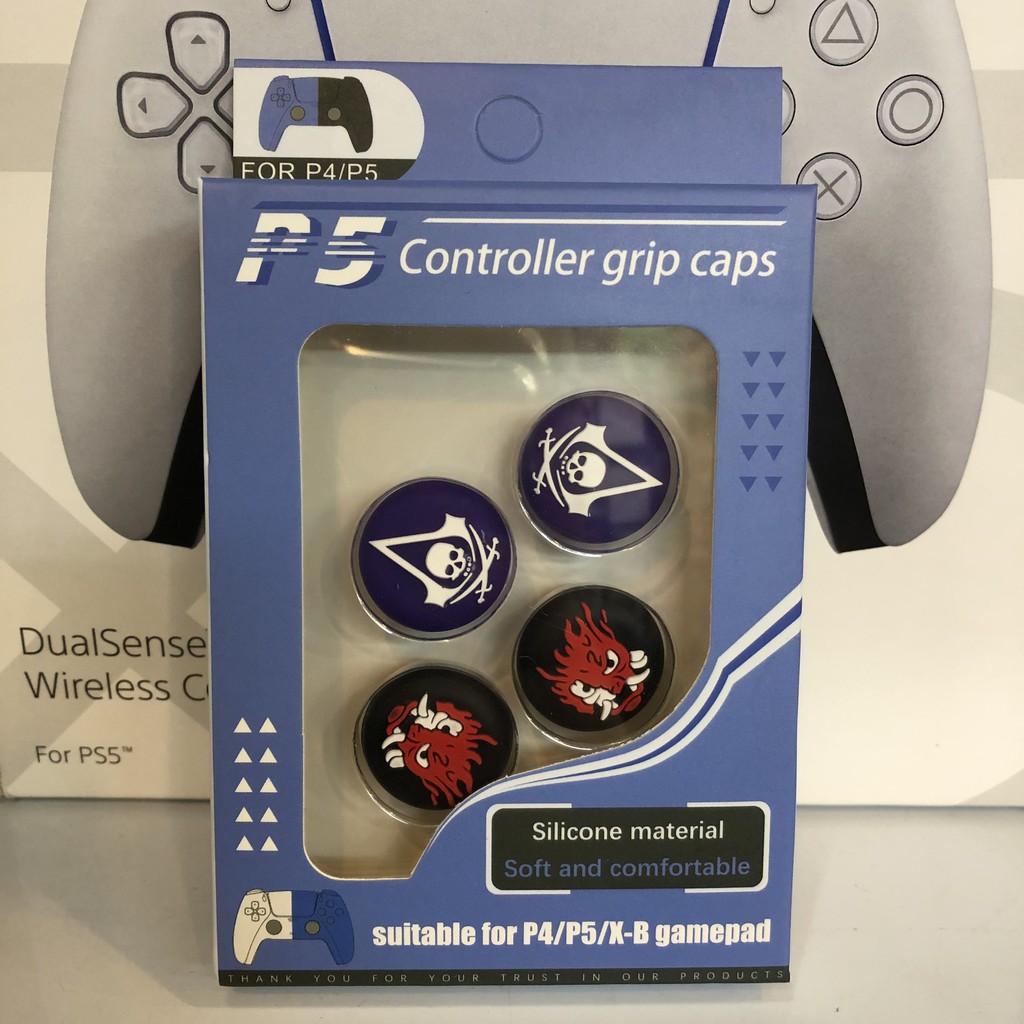 FOR P4/P5
P5 Controller grip caps
DualSense
Wireless
For PS5™
Silicone material
Soft and comfortable
suitable for P4/P5/X-B gamepad
THANK YOU FOR YOUR TRUST IN OUR PRODUCTS